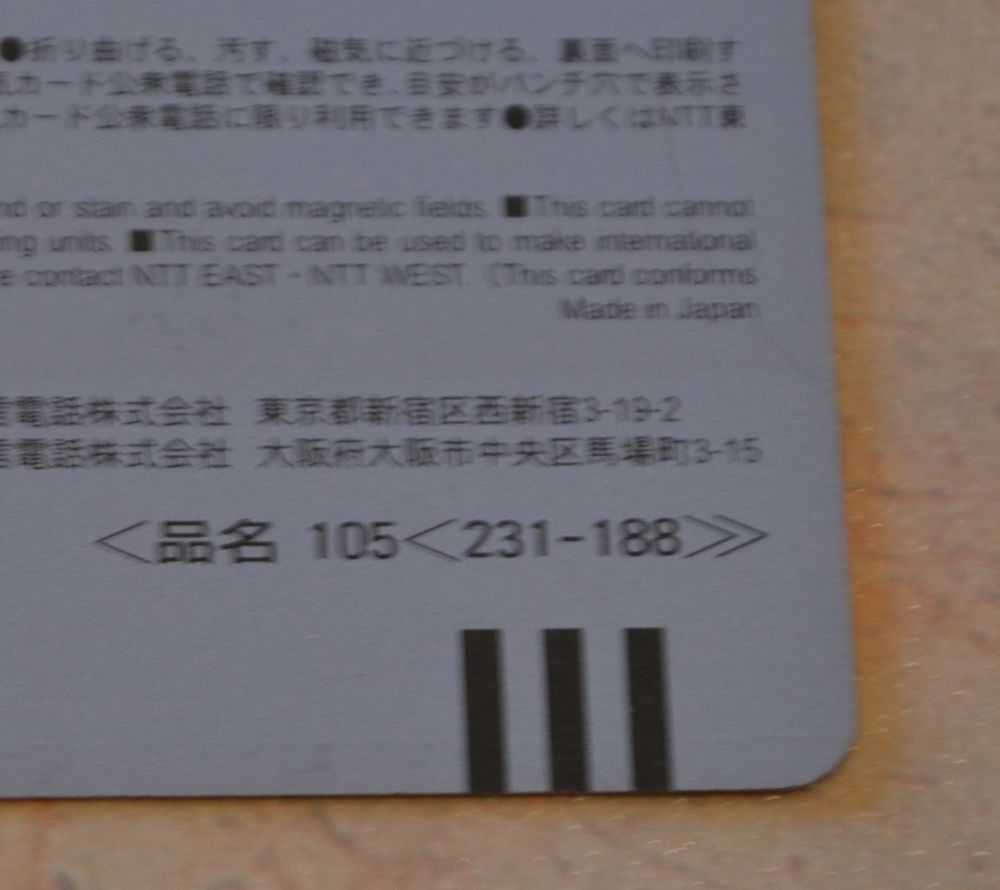 ●折り曲げる、汚す、磁気に近づける、裏面へ印刷す
カード公衆電話で確認でき、目安がパンチ穴で表示さ
カード公衆電話に限り利用できます●詳しくはNTT東
nd or stain and avoid magnetic fields. ■This card cannot
ing units. ■This card can be used to make international
e contact NTT EAST・NTT WEST. (This card conforms
Made in Japan
電話株式会社 東京都新宿区西新宿3-19-2
電話株式会社 大阪府大阪市中央区馬場町3-15
<品名 105<231-188>>